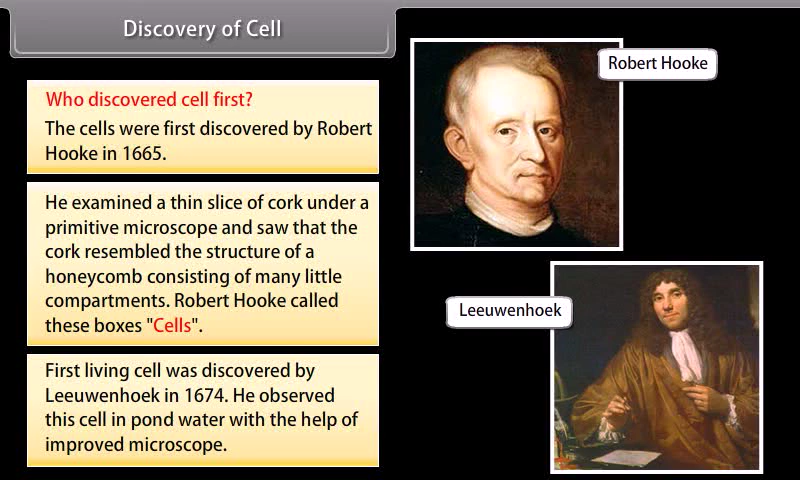 Discovery of Cell
Who discovered cell first?
The cells were first discovered by Robert
Hooke in 1665.
He examined a thin slice of cork under a
primitive microscope and saw that the
cork resembled the structure of a
honeycomb consisting of many little
compartments. Robert Hooke called
these boxes "Cells".
First living cell was discovered by
Leeuwenhoek in 1674. He observed
this cell in pond water with the help of
improved microscope.
Robert Hooke
Leeuwenhoek